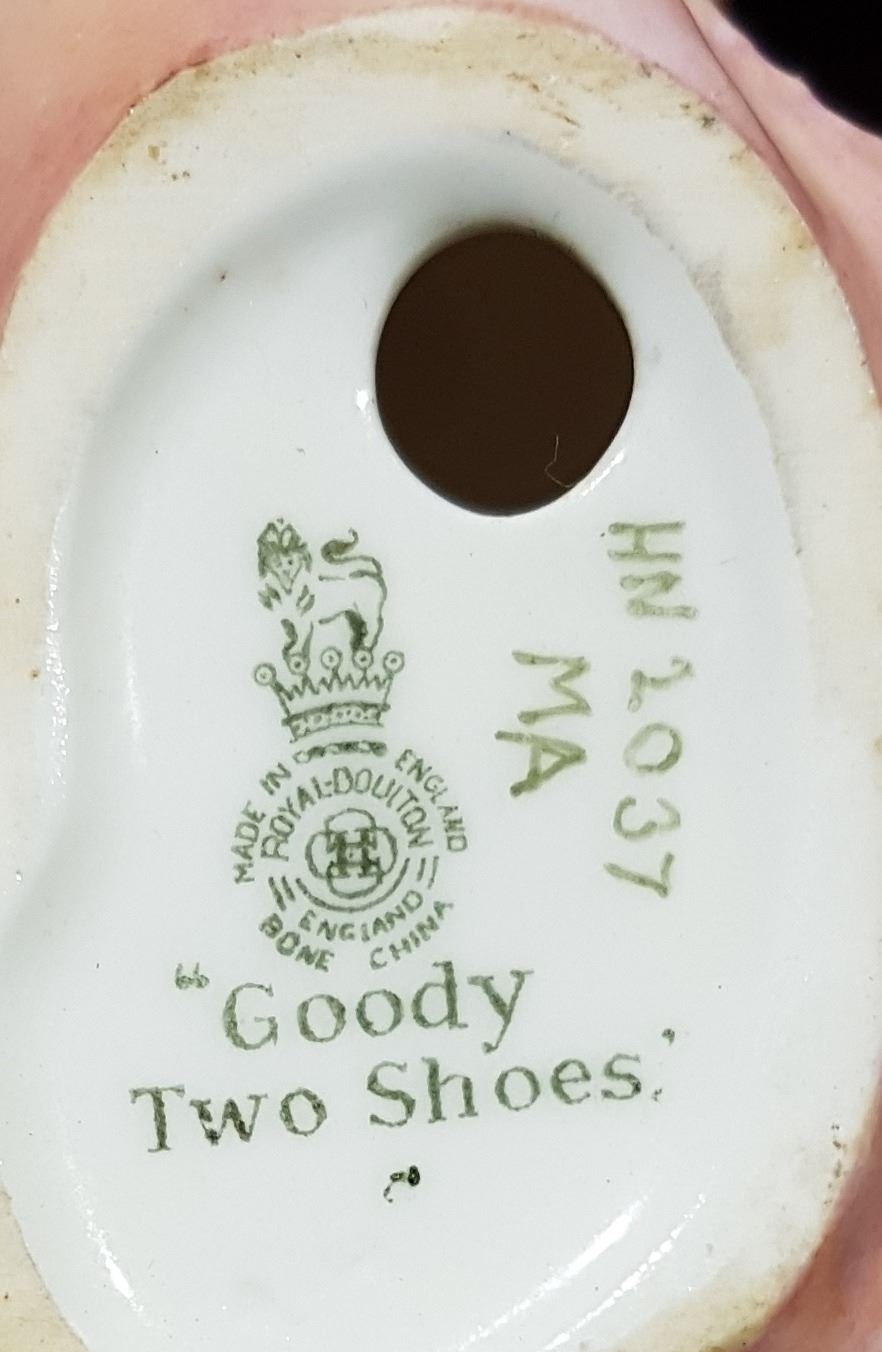 MADE IN ENGLAND
ROYAL·DOULTON
ENGLAND
BONE CHINA
"Goody
Two Shoes."
HN 2037
MA